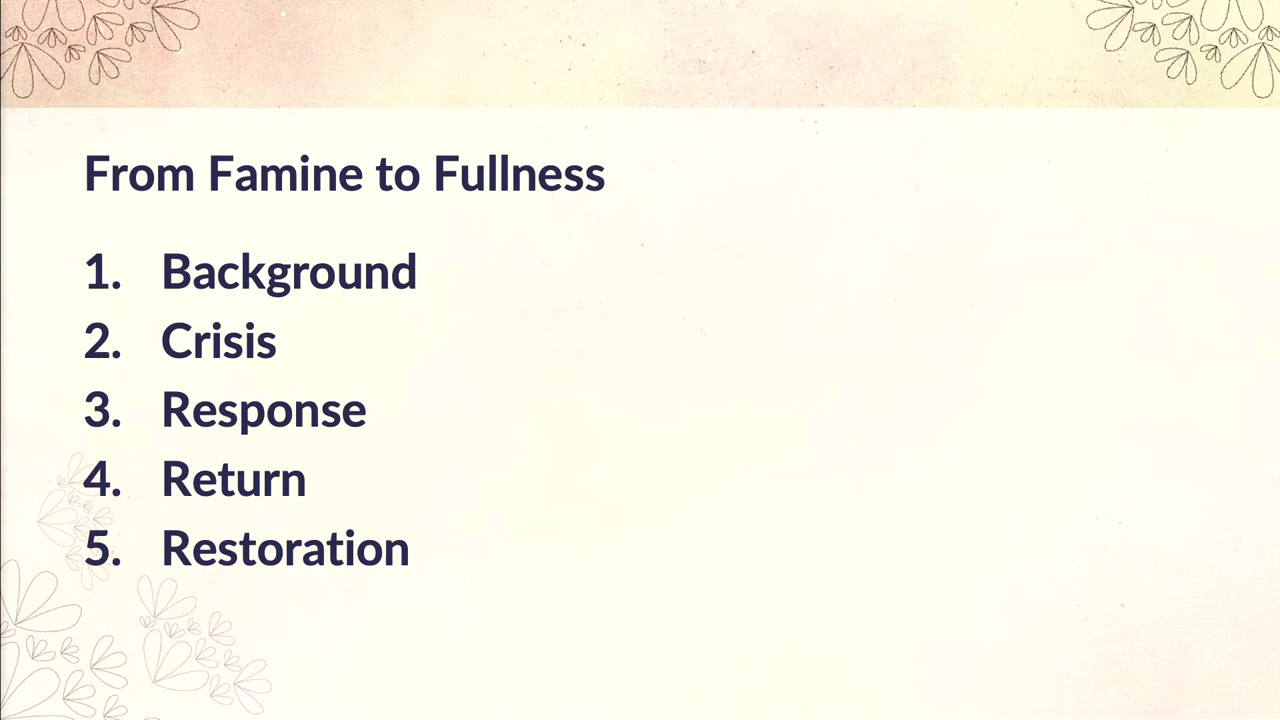 From Famine to Fullness
1. Background
2. Crisis
3. Response
4. Return
5. Restoration